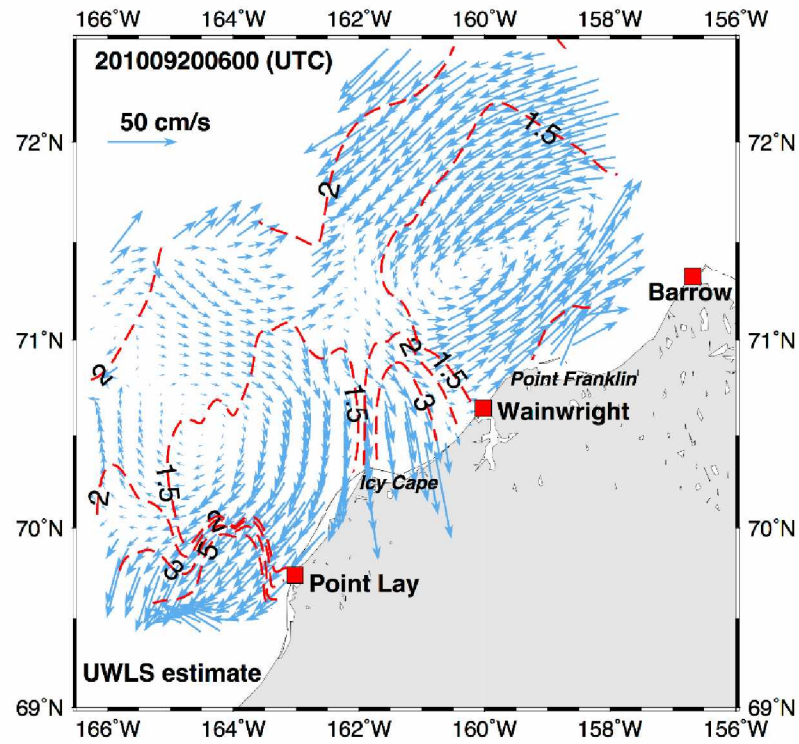 166°W 164°W 162°W 160°W 158°W 156°W
201009200600 (UTC)
50 cm/s
72°N 72°N
1.5
2
Barrow
71°N 71°N
2
2
1.5
Point Franklin
1.5
3
Wainwright
Icy Cape
1.5
2
70°N 70°N
2
5
3
Point Lay
UWLS estimate
69°N 69°N
166°W 164°W 162°W 160°W 158°W 156°W